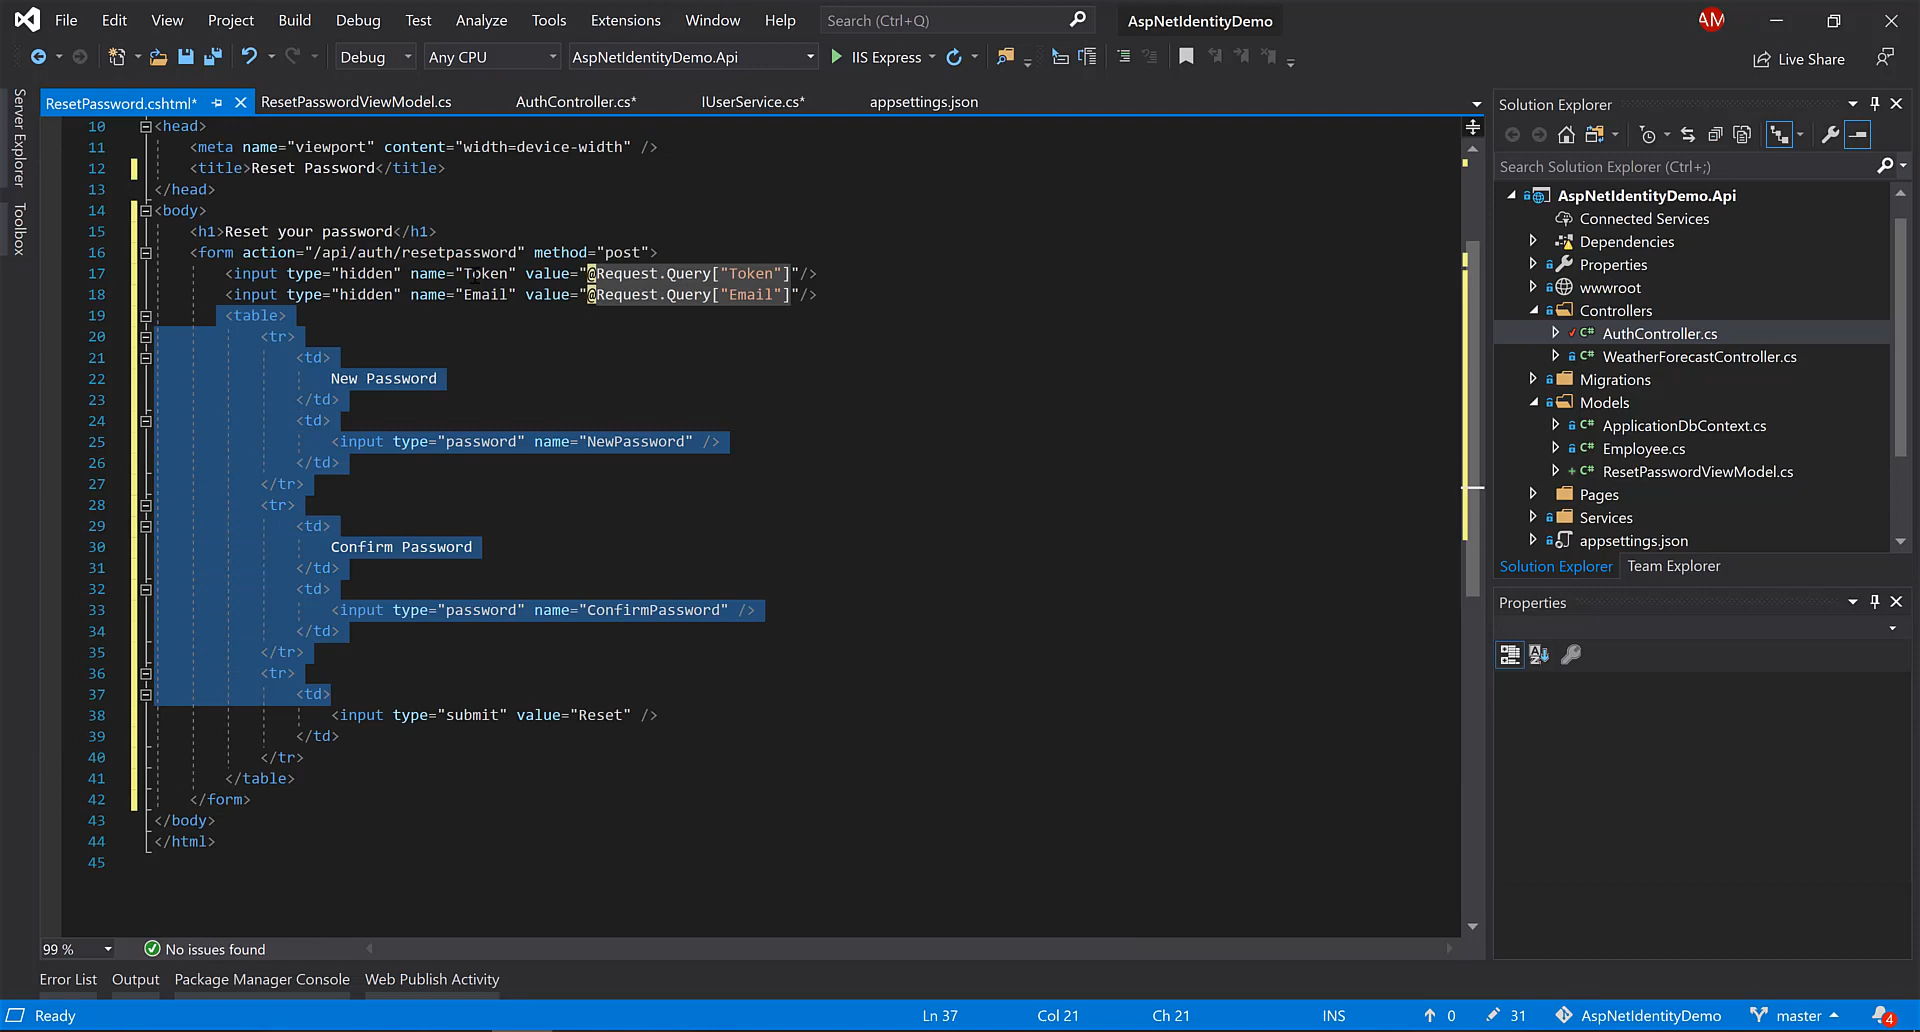 File Edit View Project Build Debug Test Analyze Tools Extensions Window Help Search (Ctrl+Q) AspNetIdentityDemo AM
Debug Any CPU AspNetIdentityDemo.Api IIS Express Live Share
Server Explorer
Toolbox
ResetPassword.cshtml* ResetPasswordViewModel.cs AuthController.cs* IUserService.cs* appsettings.json
10 <head>
11 <meta name="viewport" content="width=device-width" />
12 <title>Reset Password</title>
13 </head>
14 <body>
15 <h1>Reset your password</h1>
16 <form action="/api/auth/resetpassword" method="post">
17 <input type="hidden" name="Token" value="@Request.Query["Token"]"/>
18 <input type="hidden" name="Email" value="@Request.Query["Email"]"/>
19 <table>
20 <tr>
21 <td>
22 New Password
23 </td>
24 <td>
25 <input type="password" name="NewPassword" />
26 </td>
27 </tr>
28 <tr>
29 <td>
30 Confirm Password
31 </td>
32 <td>
33 <input type="password" name="ConfirmPassword" />
34 </td>
35 </tr>
36 <tr>
37 <td>
38 <input type="submit" value="Reset" />
39 </td>
40 </tr>
41 </table>
42 </form>
43 </body>
44 </html>
45
99 % No issues found
Solution Explorer
Search Solution Explorer (Ctrl+;)
AspNetIdentityDemo.Api
Connected Services
Dependencies
Properties
wwwroot
Controllers
C# AuthController.cs
C# WeatherForecastController.cs
Migrations
Models
C# ApplicationDbContext.cs
C# Employee.cs
C# ResetPasswordViewModel.cs
Pages
Services
appsettings.json
Solution Explorer Team Explorer
Properties
Error List Output Package Manager Console Web Publish Activity
Ready Ln 37 Col 21 Ch 21 INS 0 31 AspNetIdentityDemo master 4